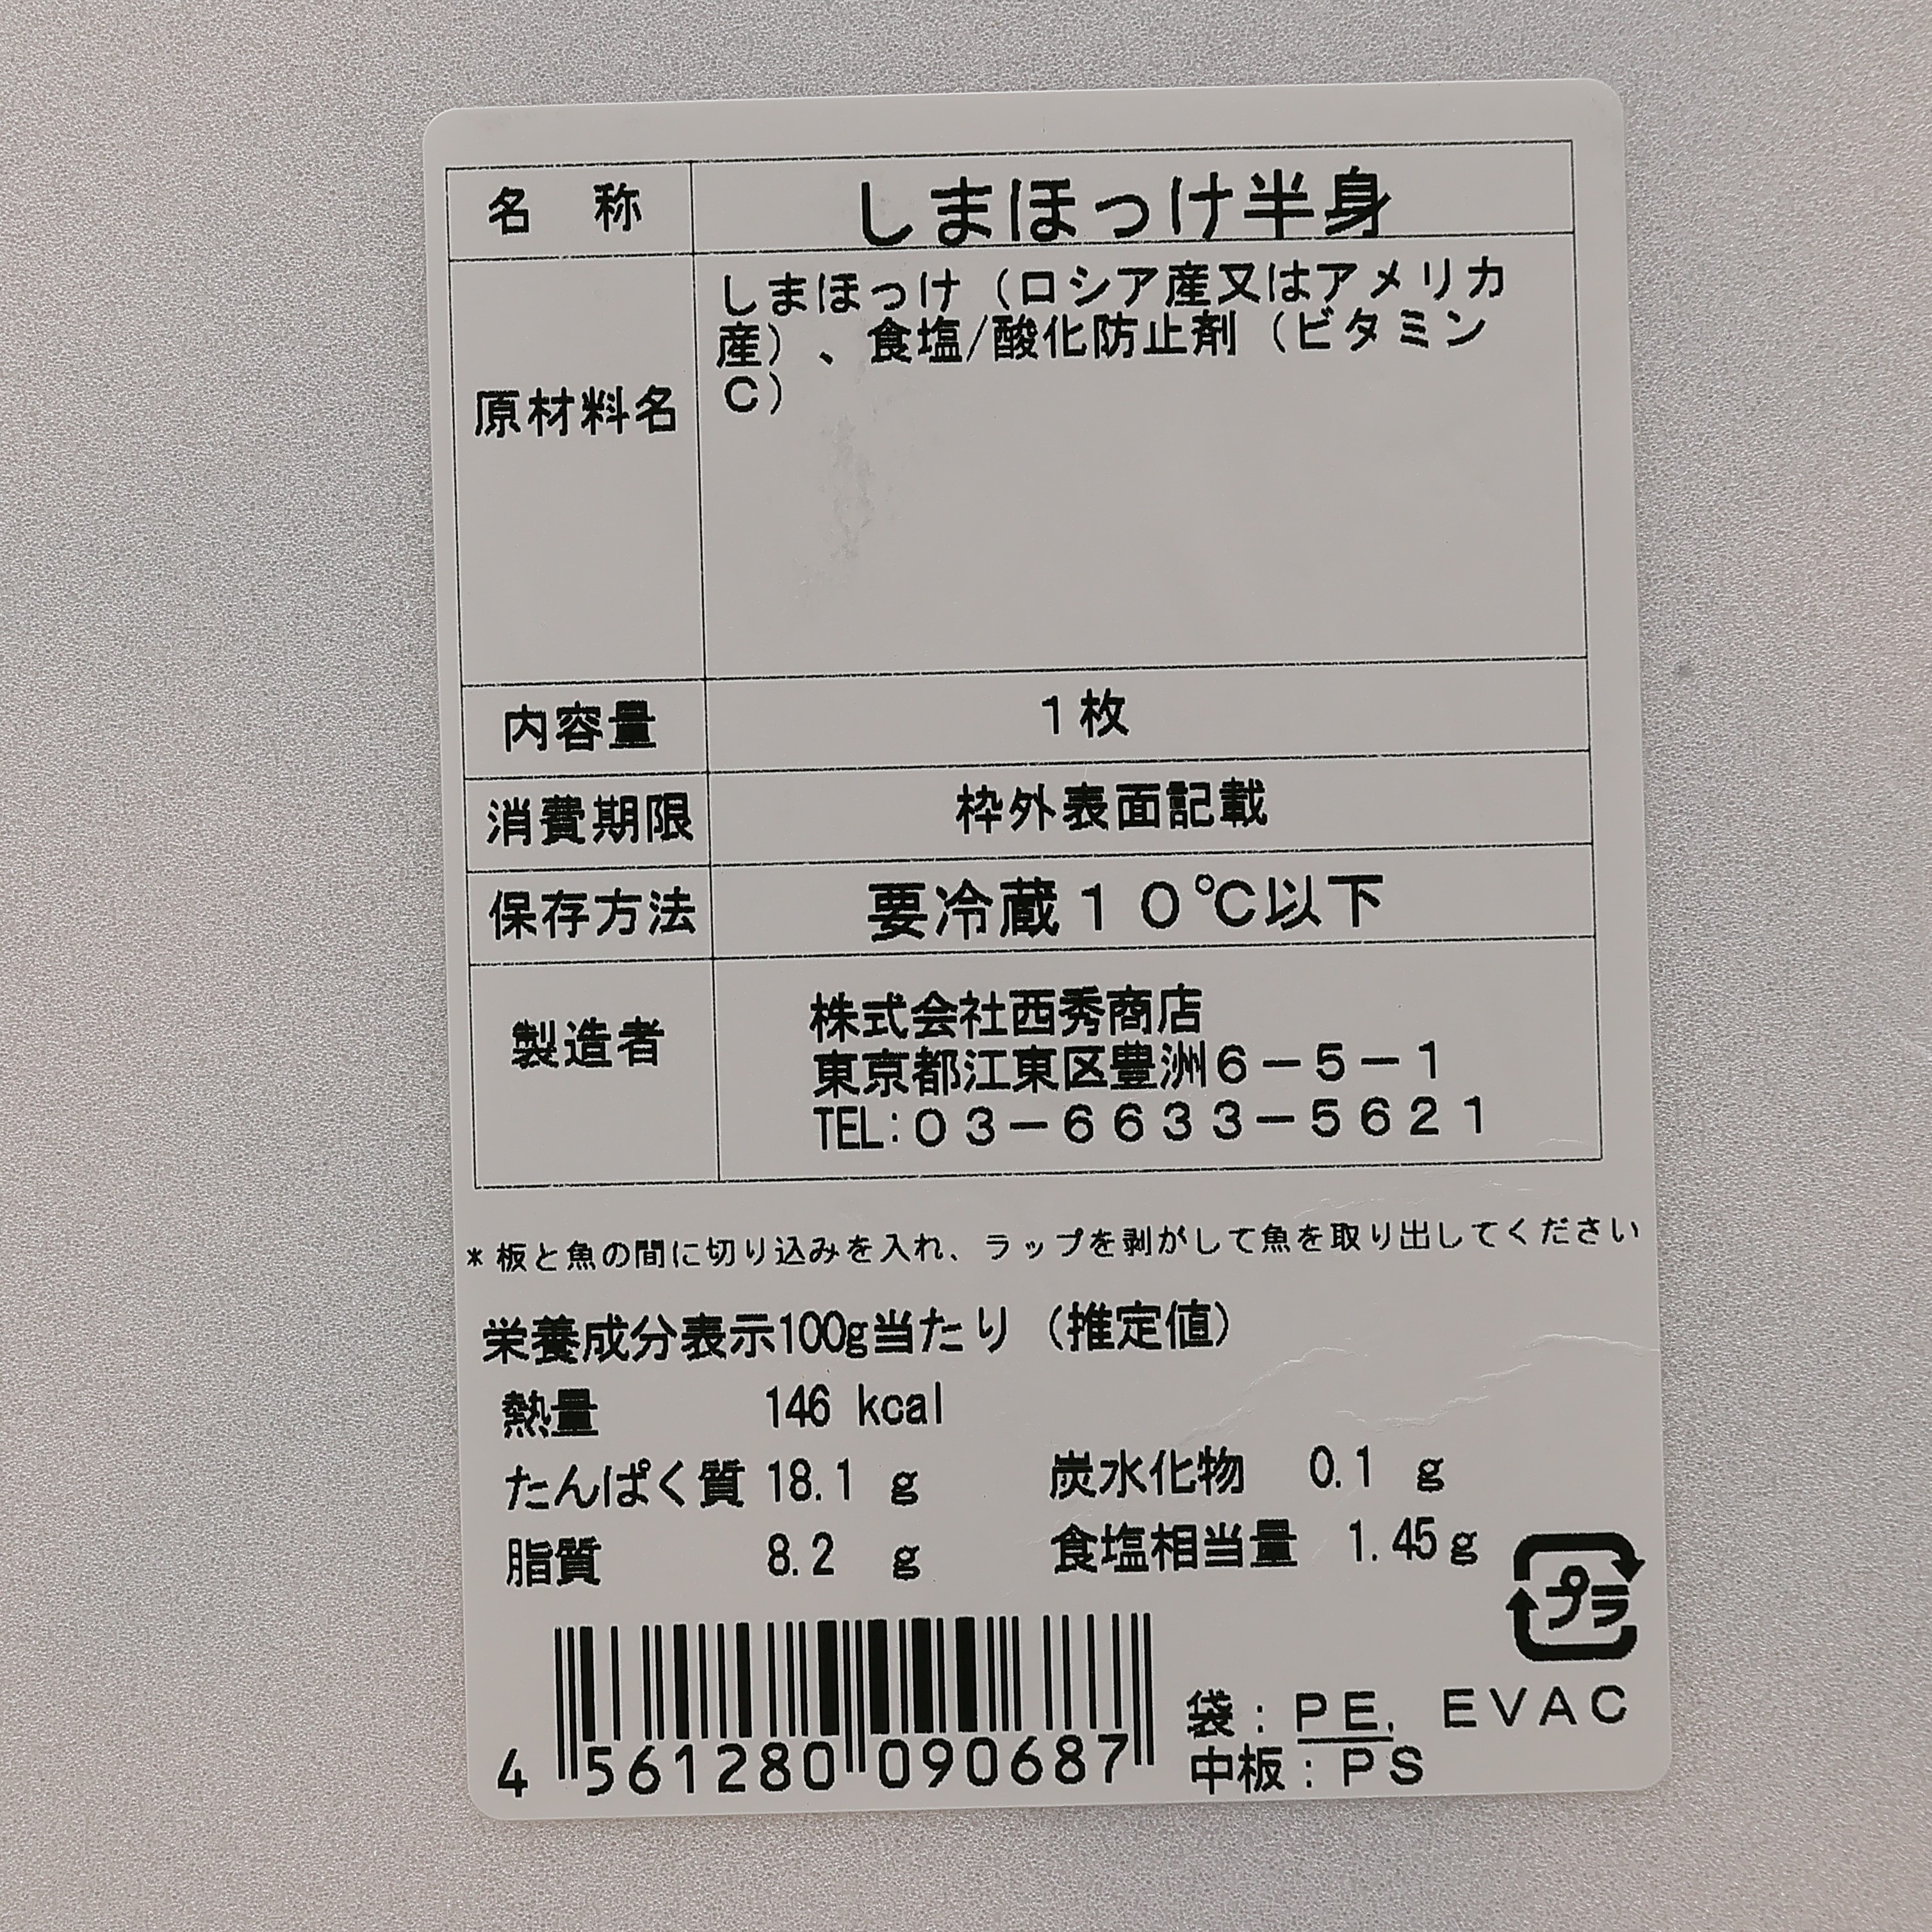 名 称 しまほっけ半身
原材料名 しまほっけ（ロシア産又はアメリカ
産）、食塩/酸化防止剤（ビタミン
C）
内容量 1枚
消費期限 枠外表面記載
保存方法 要冷蔵１０℃以下
製造者 株式会社西秀商店
東京都江東区豊洲６－５－１
TEL:０３－６６３３－５６２１
*板と魚の間に切り込みを入れ、ラップを剥がして魚を取り出してください
栄養成分表示100g当たり（推定値）
熱量 146 kcal
たんぱく質 18.1 g 炭水化物 0.1 g
脂質 8.2 g 食塩相当量 1.45g
プラ
袋：ＰＥ，ＥＶＡＣ
中板：ＰＳ
4 561280 090687